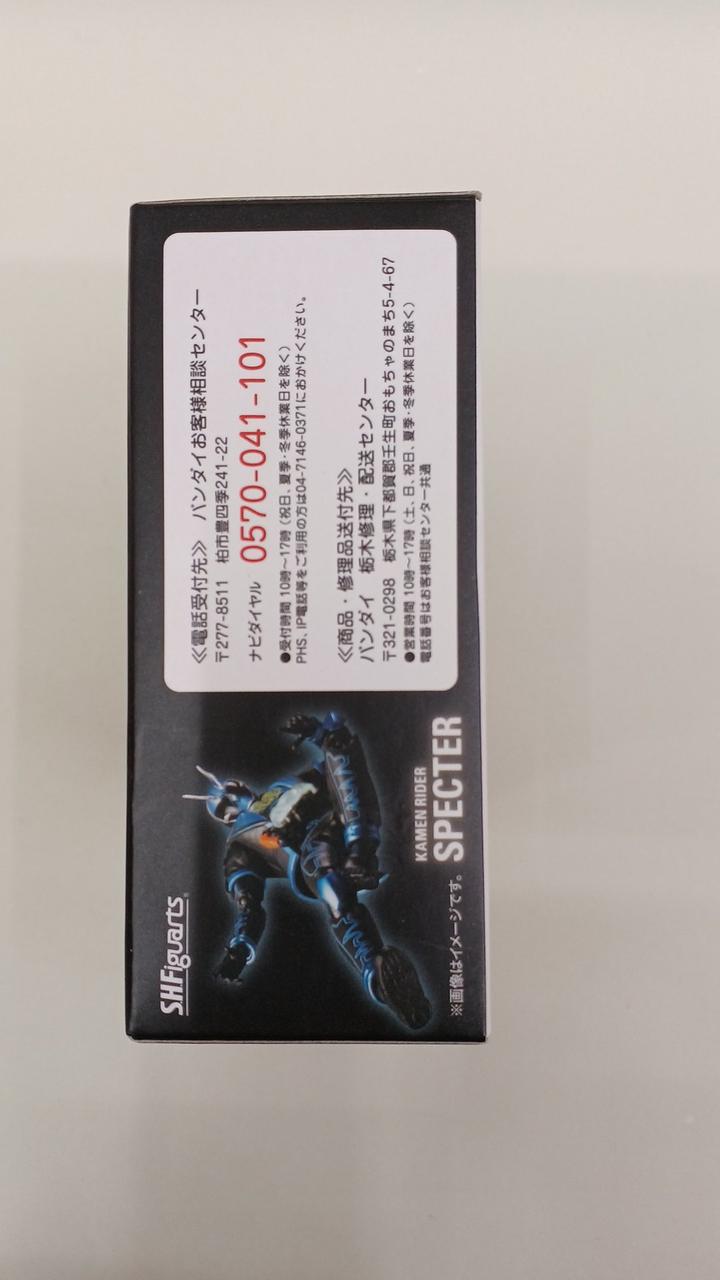 S.H.Figuarts
KAMEN RIDER
SPECTER
※画像はイメージです。
≪電話受付先≫ バンダイお客様相談センター
〒277-8511 柏市豊四季241-22
ナビダイヤル 0570-041-101
●受付時間 10時～17時(祝日、夏季・冬季休業日を除く)
PHS、IP電話等をご利用の方は04-7146-0371におかけください。
≪商品・修理品送付先≫
バンダイ 栃木修理・配送センター
〒321-0298 栃木県下都賀郡壬生町おもちゃのまち5-4-67
●営業時間 10時～17時(土、日、祝日、夏季・冬季休業日を除く)
電話番号はお客様相談センター共通